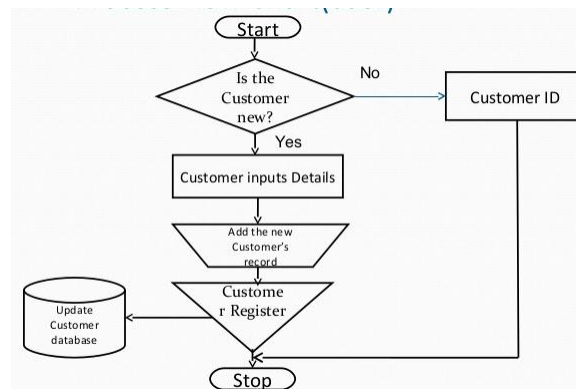 Start
Is the
Customer
new?
No
Customer ID
Yes
Customer inputs Details
Add the new
Customer's
record
Custome
r Register
Update
Customer
database
Stop